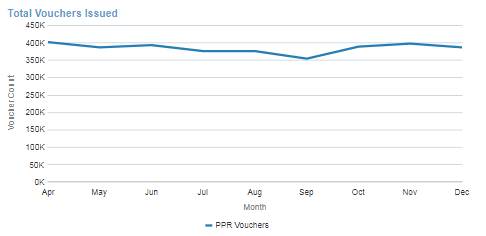 Total Vouchers Issued
450K
400K
350K
300K
250K
200K
150K
100K
50K
0K
Voucher Count
Apr May Jun Jul Aug Sep Oct Nov Dec
Month
PPR Vouchers